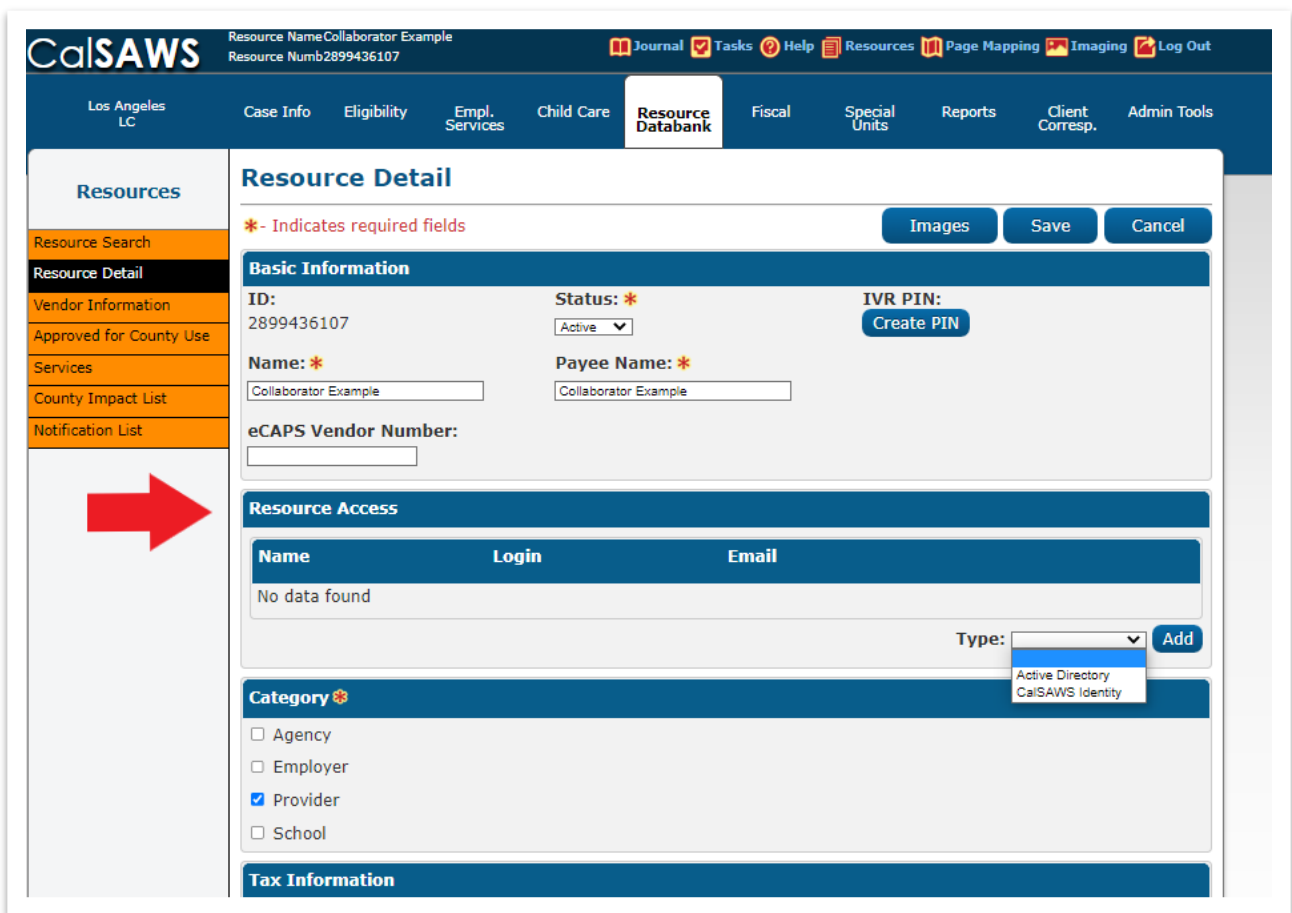 CalSAWS
Resource Name Collaborator Example
Resource Numb 2899436107
Journal Tasks Help Resources Page Mapping Imaging Log Out
Los Angeles
LC
Case Info Eligibility Empl. Services Child Care Resource Databank Fiscal Special Units Reports Client Corresp. Admin Tools
Resources
Resource Search
Resource Detail
Vendor Information
Approved for County Use
Services
County Impact List
Notification List
Resource Detail
*- Indicates required fields
Images Save Cancel
Basic Information
ID: Status: * IVR PIN:
2899436107 Active Create PIN
Name: * Payee Name: *
Collaborator Example Collaborator Example
eCAPS Vendor Number:
Resource Access
Name Login Email
No data found
Type: Add
Active Directory
CalSAWS Identity
Category *
Agency
Employer
Provider
School
Tax Information